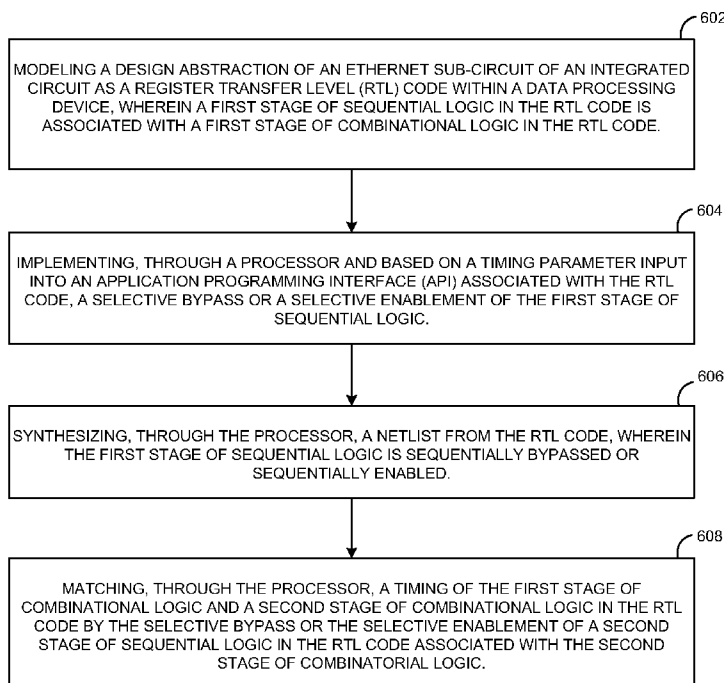 602
MODELING A DESIGN ABSTRACTION OF AN ETHERNET SUB-CIRCUIT OF AN INTEGRATED
CIRCUIT AS A REGISTER TRANSFER LEVEL (RTL) CODE WITHIN A DATA PROCESSING
DEVICE, WHEREIN A FIRST STAGE OF SEQUENTIAL LOGIC IN THE RTL CODE IS
ASSOCIATED WITH A FIRST STAGE OF COMBINATIONAL LOGIC IN THE RTL CODE.
604
IMPLEMENTING, THROUGH A PROCESSOR AND BASED ON A TIMING PARAMETER INPUT
INTO AN APPLICATION PROGRAMMING INTERFACE (API) ASSOCIATED WITH THE RTL
CODE, A SELECTIVE BYPASS OR A SELECTIVE ENABLEMENT OF THE FIRST STAGE OF
SEQUENTIAL LOGIC.
606
SYNTHESIZING, THROUGH THE PROCESSOR, A NETLIST FROM THE RTL CODE, WHEREIN
THE FIRST STAGE OF SEQUENTIAL LOGIC IS SEQUENTIALLY BYPASSED OR
SEQUENTIALLY ENABLED.
608
MATCHING, THROUGH THE PROCESSOR, A TIMING OF THE FIRST STAGE OF
COMBINATIONAL LOGIC AND A SECOND STAGE OF COMBINATIONAL LOGIC IN THE RTL
CODE BY THE SELECTIVE BYPASS OR THE SELECTIVE ENABLEMENT OF A SECOND
STAGE OF SEQUENTIAL LOGIC IN THE RTL CODE ASSOCIATED WITH THE SECOND
STAGE OF COMBINATORIAL LOGIC.